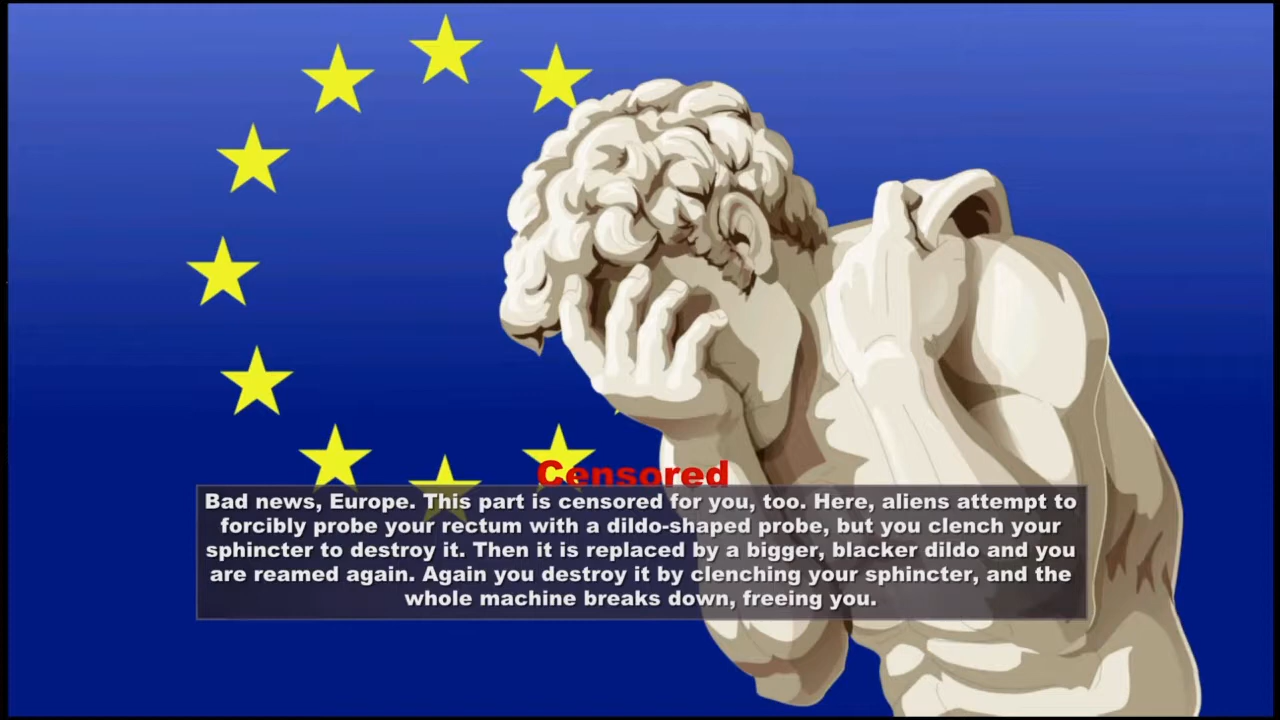 Censored
Bad news, Europe. This part is censored for you, too. Here, aliens attempt to
forcibly probe your rectum with a dildo-shaped probe, but you clench your
sphincter to destroy it. Then it is replaced by a bigger, blacker dildo and you
are reamed again. Again you destroy it by clenching your sphincter, and the
whole machine breaks down, freeing you.